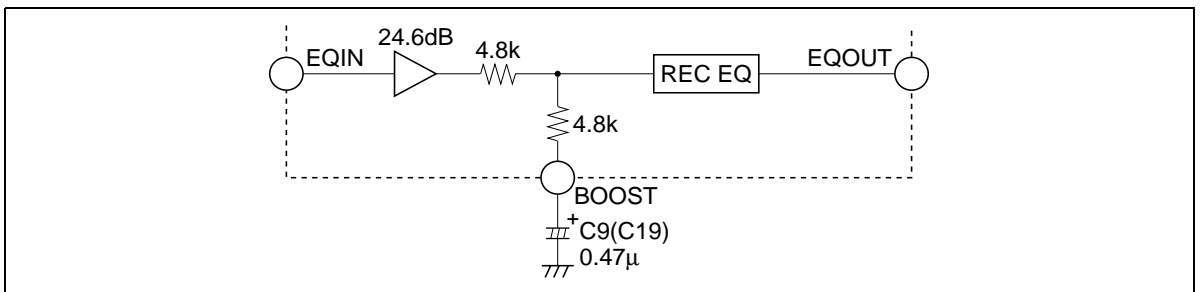 24.6dB
EQIN
4.8k
REC EQ
EQOUT
4.8k
BOOST
+
C9(C19)
0.47µ